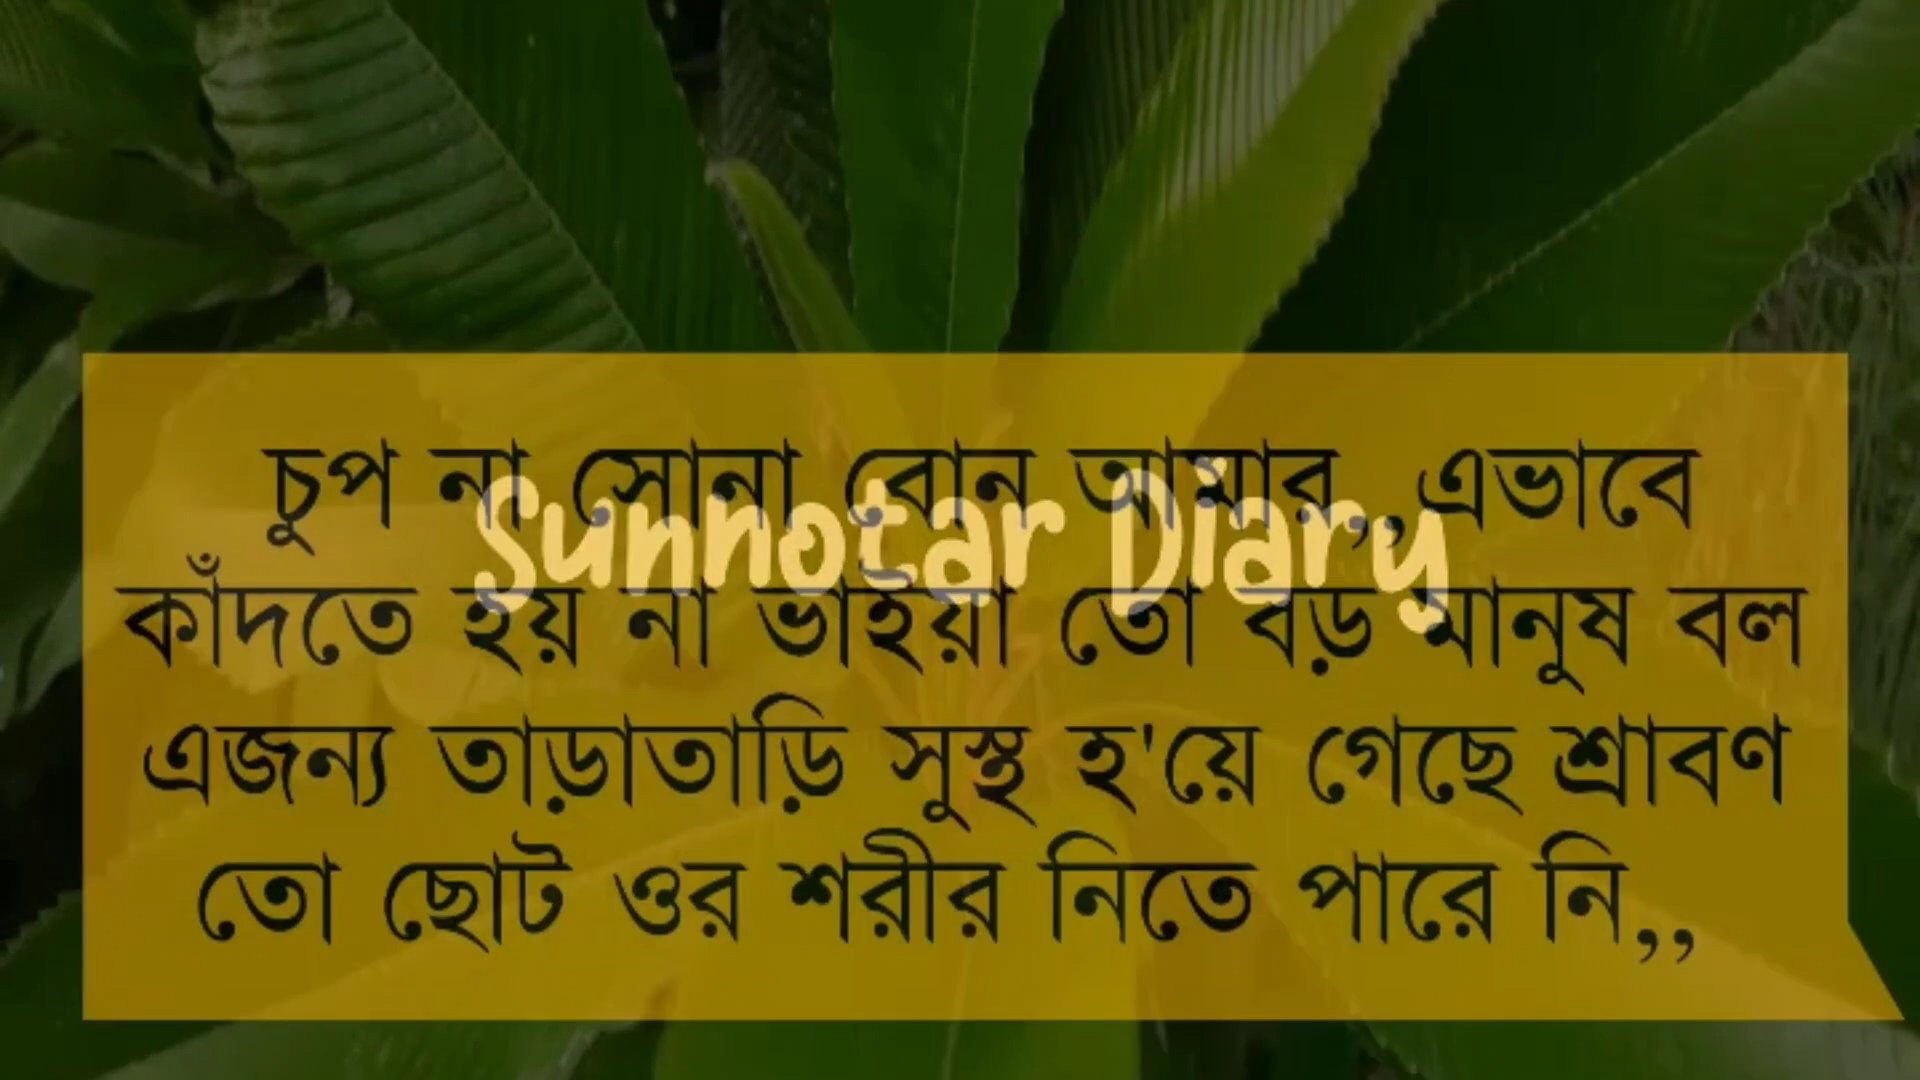 চুপ না সোনা বোন আমার,,এভাবে
Sunnotar Diary
কাঁদতে হয় না ভাইয়া তো বড় মানুষ বল
এজন্য তাড়াতাড়ি সুস্থ হ'য়ে গেছে শ্রাবণ
তো ছোট ওর শরীর নিতে পারে নি,,